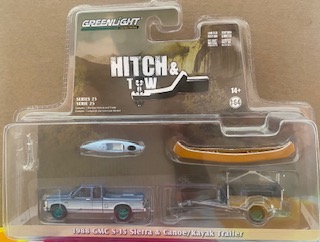 GREENLIGHT
HITCH &
TOW
SERIES 23
SERIE 23
14+
1:64
1988 GMC S-15 Sierra & Canoe/Kayak Trailer